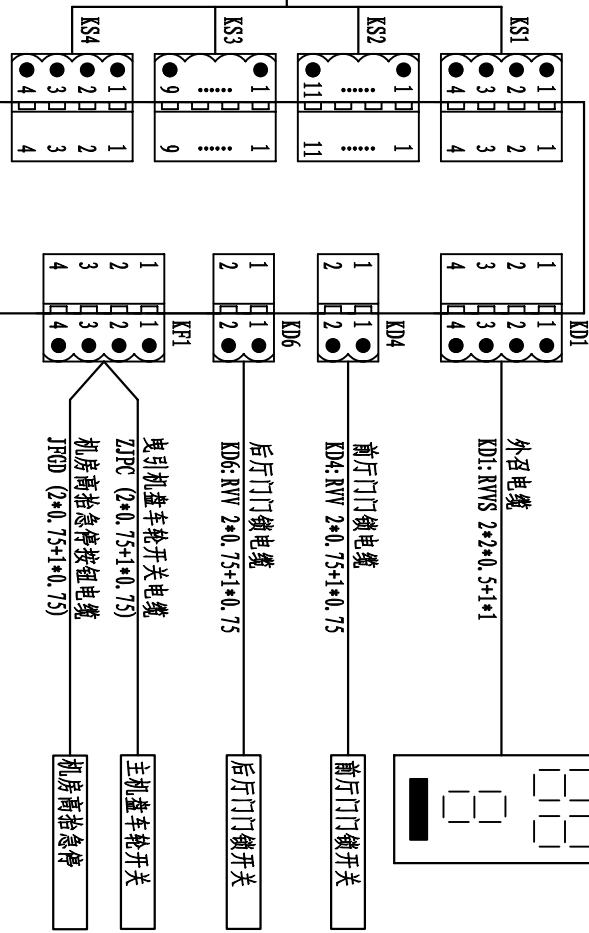 KS1
1 2 3 4
1 2 3 4
KS2
1 …… 11
1 …… 11
KS3
1 …… 9
1 …… 9
KS4
1 2 3 4
1 2 3 4
KD1
1 2 3 4
1 2 3 4
外召电缆
KD1:RVVS 2*2*0.5+1*1
KD4
1 2
1 2
前厅门门锁电缆
KD4:RVV 2*0.75+1*0.75
前厅门门锁开关
KD6
1 2
1 2
后厅门门锁电缆
KD6:RVV 2*0.75+1*0.75
后厅门门锁开关
KF1
1 2 3 4
1 2 3 4
曳引机盘车轮开关电缆
ZJPC (2*0.75+1*0.75)
主机盘车轮开关
机房高抬急停按钮电缆
JFGD (2*0.75+1*0.75)
机房高抬急停